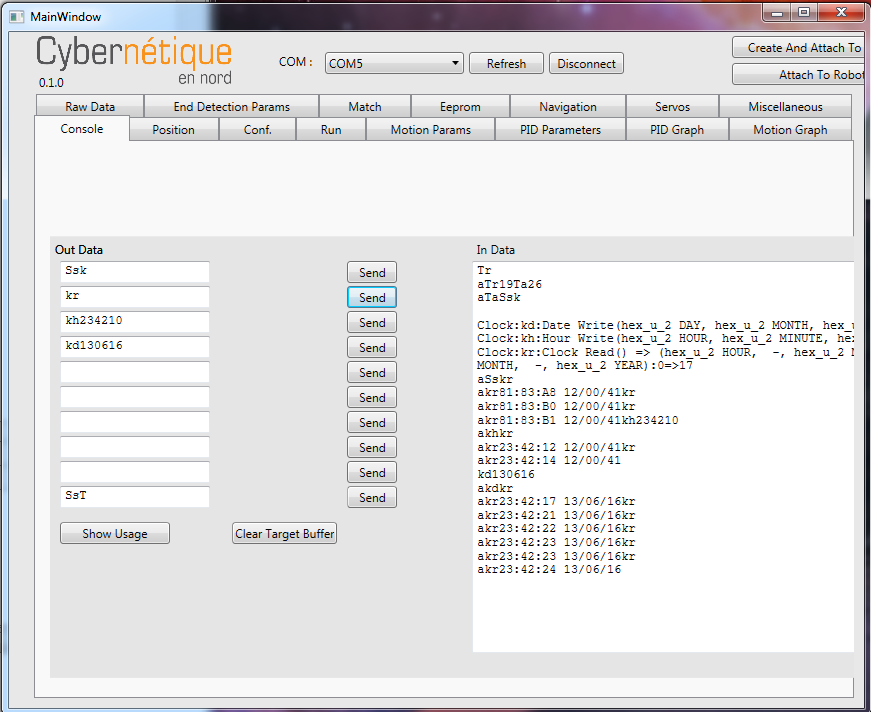 MainWindow
Cybernétique
en nord
0.1.0
COM :
COM5
Refresh
Disconnect
Create And Attach To
Attach To Robot
Raw Data
End Detection Params
Match
Eeprom
Navigation
Servos
Miscellaneous
Console
Position
Conf.
Run
Motion Params
PID Parameters
PID Graph
Motion Graph
Out Data
Ssk
Send
kr
Send
kh234210
Send
kd130616
Send
Send
Send
Send
Send
Send
SsT
Send
Show Usage
Clear Target Buffer
In Data
Tr
aTr19Ta26
aTaSsk
Clock:kd:Date Write(hex_u_2 DAY, hex_u_2 MONTH, hex_
Clock:kh:Hour Write(hex_u_2 HOUR, hex_u_2 MINUTE, he
Clock:kr:Clock Read() => (hex_u_2 HOUR,  -, hex_u_2
MONTH,  -, hex_u_2 YEAR):0=>17
aSskr
akr81:83:A8 12/00/41kr
akr81:83:B0 12/00/41kr
akr81:83:B1 12/00/41kh234210
akhkr
akr23:42:12 12/00/41kr
akr23:42:14 12/00/41
kd130616
akdkr
akr23:42:17 13/06/16kr
akr23:42:21 13/06/16kr
akr23:42:22 13/06/16kr
akr23:42:23 13/06/16kr
akr23:42:23 13/06/16kr
akr23:42:24 13/06/16